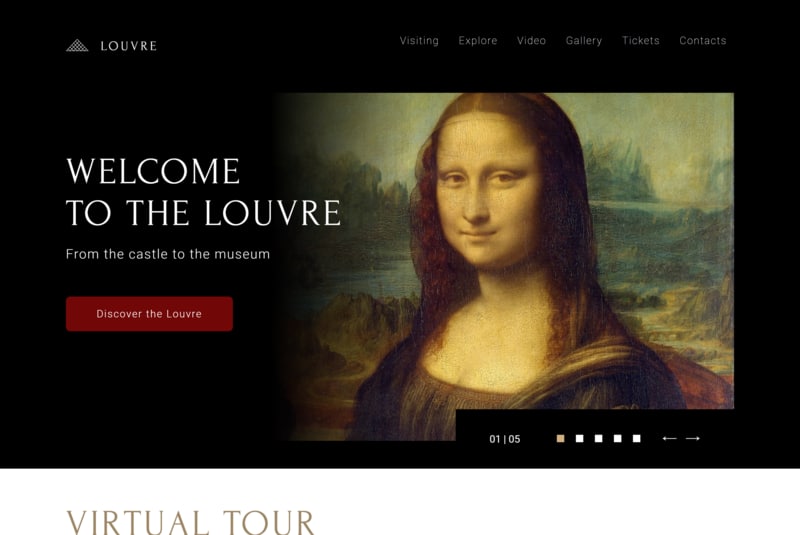 LOUVRE
Visiting Explore Video Gallery Tickets Contacts
WELCOME
TO THE LOUVRE
From the castle to the museum
Discover the Louvre
01 | 05
VIRTUAL TOUR